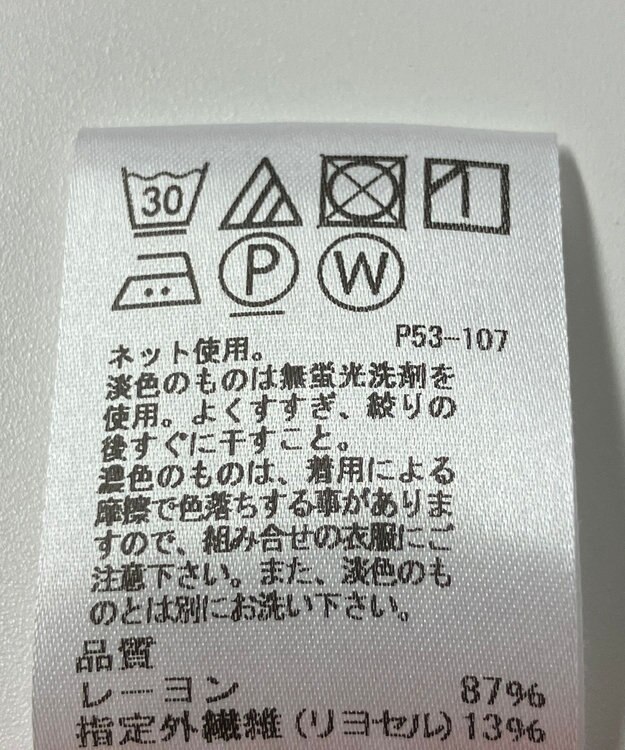 30
P W
P53-107
ネット使用。
淡色のものは無蛍光洗剤を
使用。よくすすぎ、絞りの
後すぐに干すこと。
濃色のものは、着用による
摩擦で色落ちする事がありま
すので、組み合せの衣服にご
注意下さい。また、淡色のも
のとは別にお洗い下さい。
品質
レーヨン 87%
指定外繊維(リヨセル)13%